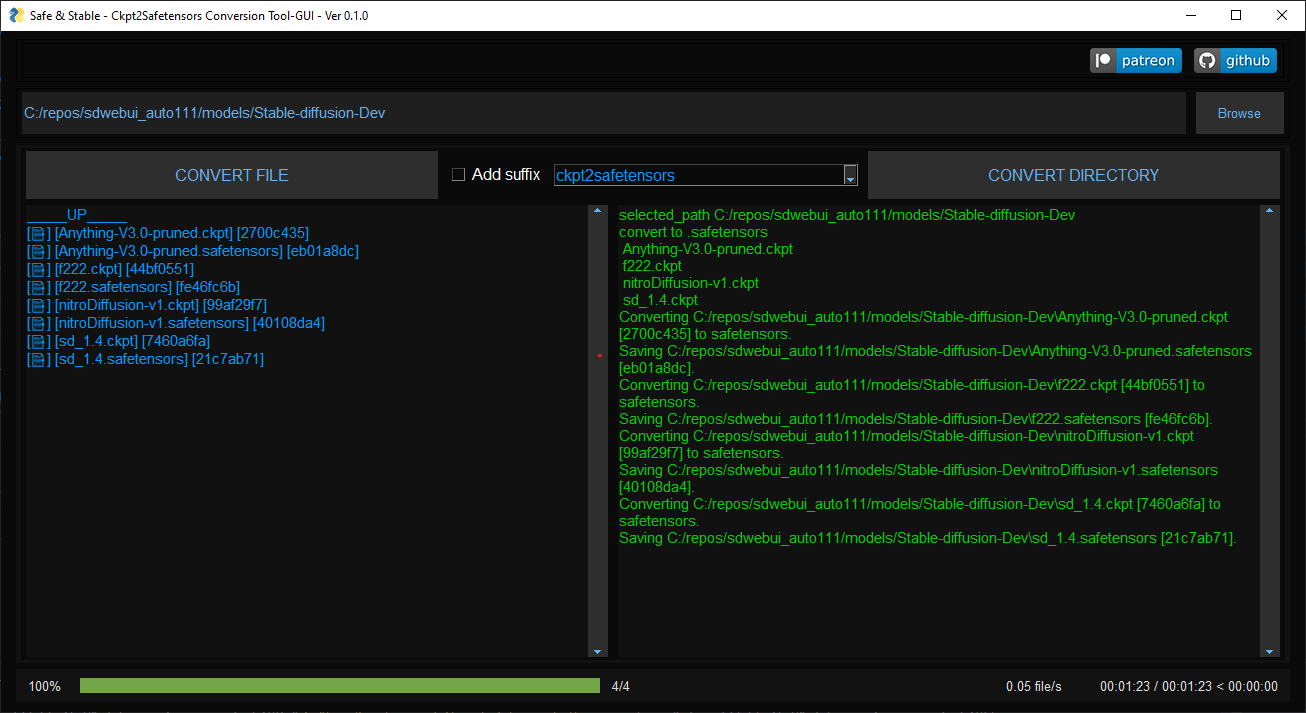 Safe & Stable - Ckpt2Safetensors Conversion Tool-GUI - Ver 0.1.0
patreon
github
C:/repos/sdwebui_auto111/models/Stable-diffusion-Dev
Browse
CONVERT FILE
Add suffix
ckpt2safetensors
CONVERT DIRECTORY
_____UP_____
[] [Anything-V3.0-pruned.ckpt] [2700c435]
[] [Anything-V3.0-pruned.safetensors] [eb01a8dc]
[] [f222.ckpt] [44bf0551]
[] [f222.safetensors] [fe46fc6b]
[] [nitroDiffusion-v1.ckpt] [99af29f7]
[] [nitroDiffusion-v1.safetensors] [40108da4]
[] [sd_1.4.ckpt] [7460a6fa]
[] [sd_1.4.safetensors] [21c7ab71]
selected_path C:/repos/sdwebui_auto111/models/Stable-diffusion-Dev
convert to .safetensors
Anything-V3.0-pruned.ckpt
f222.ckpt
nitroDiffusion-v1.ckpt
sd_1.4.ckpt
Converting C:/repos/sdwebui_auto111/models/Stable-diffusion-Dev\Anything-V3.0-pruned.ckpt
[2700c435] to safetensors.
Saving C:/repos/sdwebui_auto111/models/Stable-diffusion-Dev\Anything-V3.0-pruned.safetensors
[eb01a8dc].
Converting C:/repos/sdwebui_auto111/models/Stable-diffusion-Dev\f222.ckpt [44bf0551] to
safetensors.
Saving C:/repos/sdwebui_auto111/models/Stable-diffusion-Dev\f222.safetensors [fe46fc6b].
Converting C:/repos/sdwebui_auto111/models/Stable-diffusion-Dev\nitroDiffusion-v1.ckpt
[99af29f7] to safetensors.
Saving C:/repos/sdwebui_auto111/models/Stable-diffusion-Dev\nitroDiffusion-v1.safetensors
[40108da4].
Converting C:/repos/sdwebui_auto111/models/Stable-diffusion-Dev\sd_1.4.ckpt [7460a6fa] to
safetensors.
Saving C:/repos/sdwebui_auto111/models/Stable-diffusion-Dev\sd_1.4.safetensors [21c7ab71].
100%
4/4
0.05 file/s
00:01:23 / 00:01:23 < 00:00:00